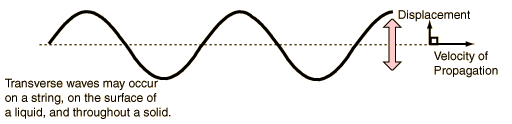 Displacement
Velocity of
Propagation
Transverse waves may occur
on a string, on the surface of
a liquid, and throughout a solid.